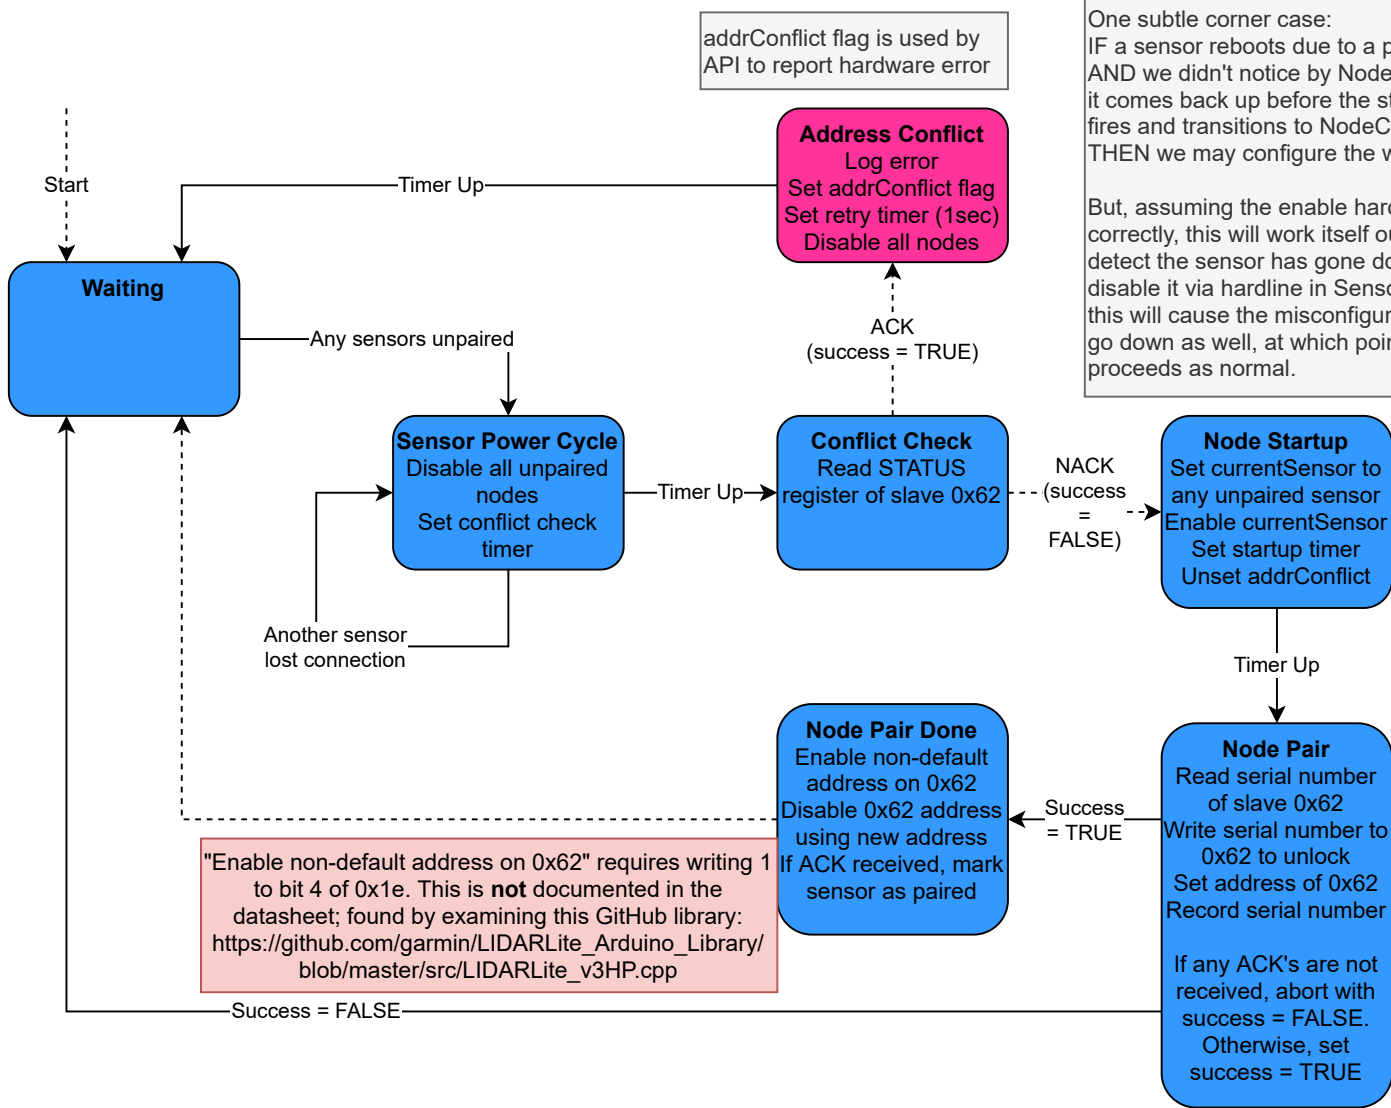 addrConflict flag is used by
API to report hardware error
One subtle corner case:
IF a sensor reboots due to a
AND we didn't notice by
it comes back up before the
fires and transitions to
THEN we may configure the
But, assuming the enable
correctly, this will work itself
detect the sensor has gone
disable it via hardline in
this will cause the
go down as well, at which
proceeds as normal.
Start
Timer Up
Address Conflict
Log error
Set addrConflict flag
Set retry timer (1sec)
Disable all nodes
Waiting
Any sensors unpaired
ACK
(success = TRUE)
Sensor Power Cycle
Disable all unpaired
nodes
Set conflict check
timer
Timer Up
Conflict Check
Read STATUS
register of slave 0x62
NACK
(success
=
FALSE)
Node Startup
Set currentSensor to
any unpaired sensor
Enable currentSensor
Set startup timer
Unset addrConflict
Another sensor
lost connection
Timer Up
Node Pair Done
Enable non-default
address on 0x62
Disable 0x62 address
using new address
If ACK received, mark
sensor as paired
Success
= TRUE
Node Pair
Read serial number
of slave 0x62
Write serial number to
0x62 to unlock
Set address of 0x62
Record serial number
If any ACK's are not
received, abort with
success = FALSE.
Otherwise, set
success = TRUE
"Enable non-default address on 0x62" requires writing 1
to bit 4 of 0x1e. This is not documented in the
datasheet; found by examining this GitHub library:
https://github.com/garmin/LIDARLite_Arduino_Library/
blob/master/src/LIDARLite_v3HP.cpp
Success = FALSE